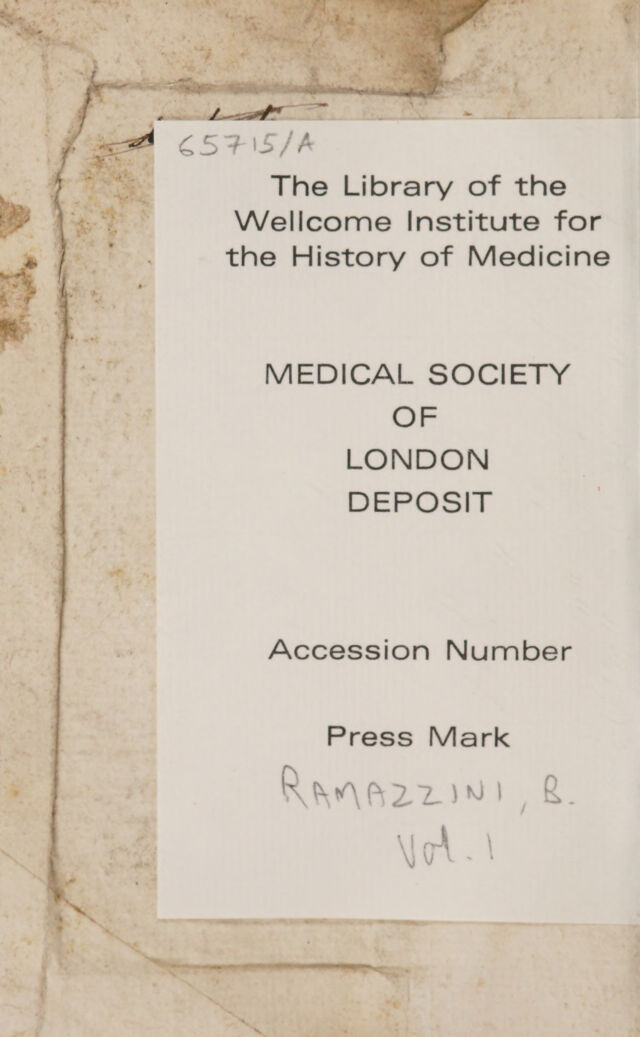 65715/A
The Library of the
Wellcome Institute for
the History of Medicine
MEDICAL SOCIETY
OF
LONDON
DEPOSIT
Accession Number
Press Mark
RAMAZZINI, B.
Vol. 1